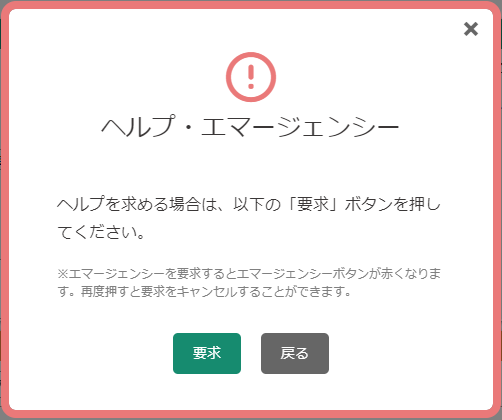 ヘルプ・エマージェンシー
ヘルプを求める場合は、以下の「要求」ボタンを押し
てください。
※エマージェンシーを要求するとエマージェンシーボタンが赤くなりま
す。再度押すと要求をキャンセルすることができます。
要求
戻る